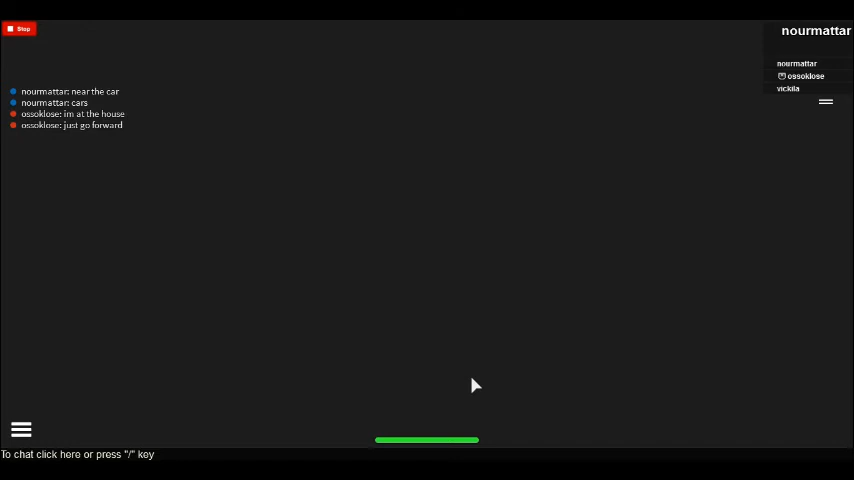 Stop
nourmattar
nourmattar
ossoklose
vickila
nourmattar: near the car
nourmattar: cars
ossoklose: im at the house
ossoklose: just go forward
To chat click here or press "/" key